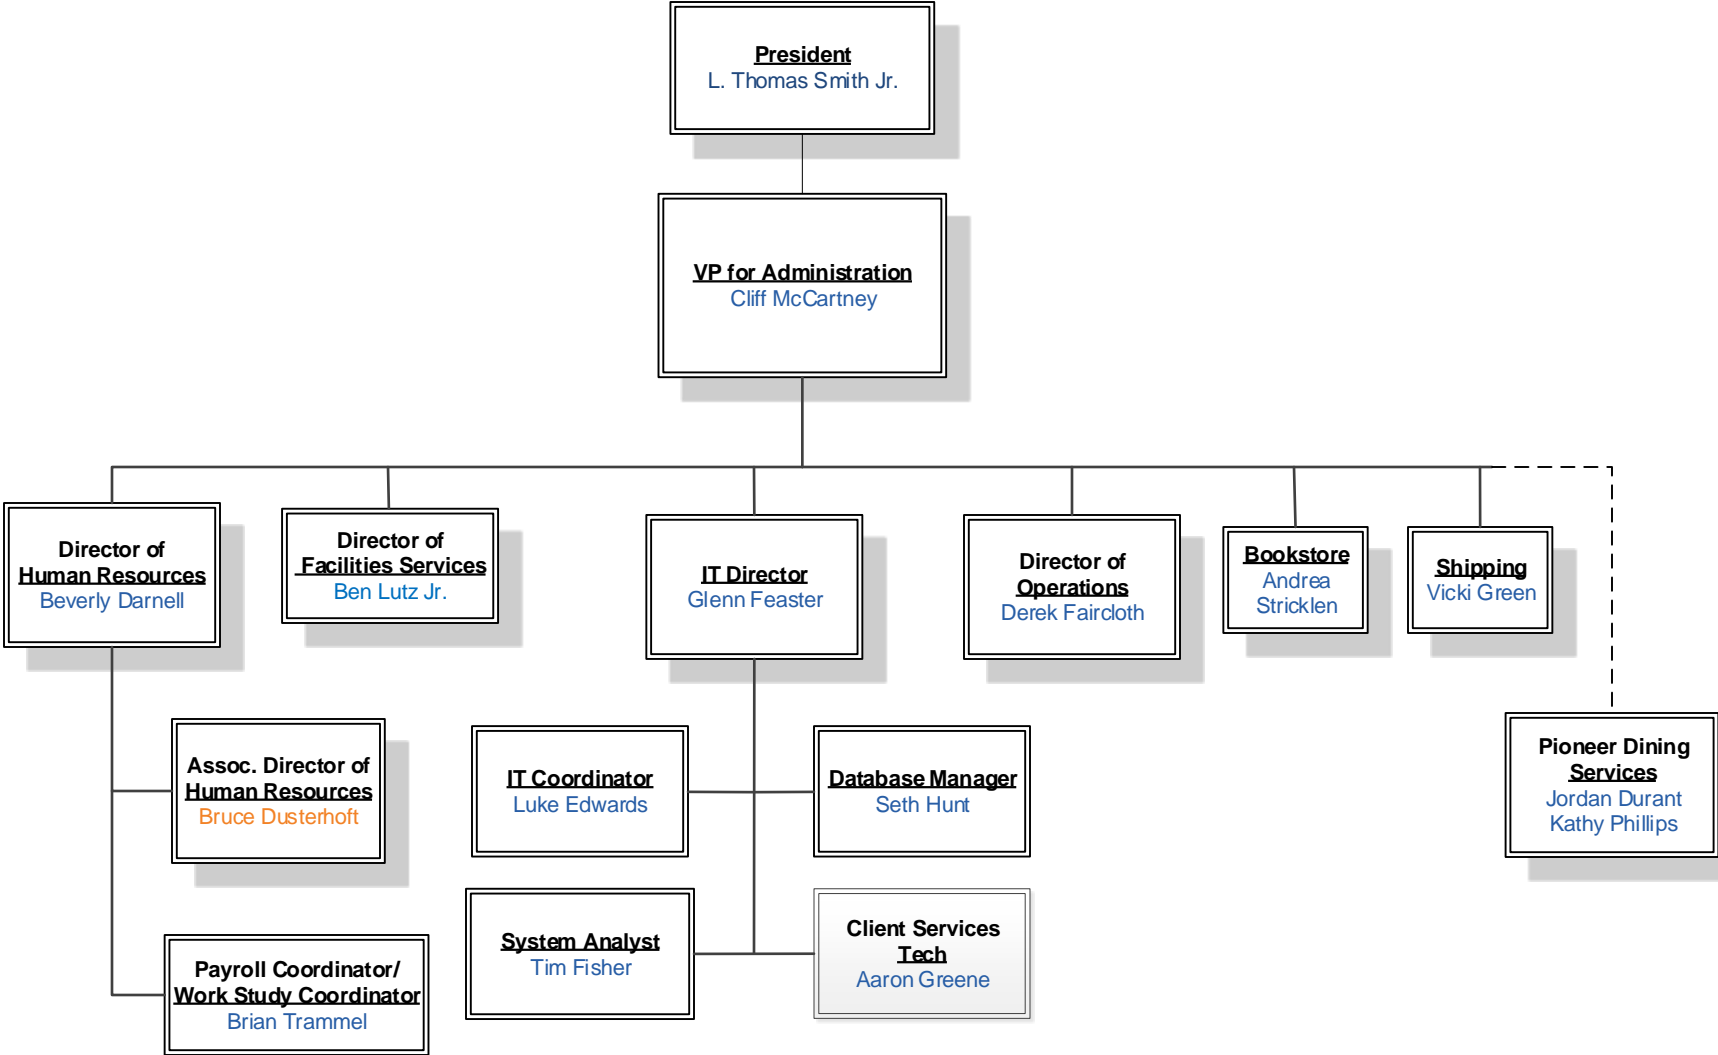 President
L. Thomas Smith Jr.
VP for Administration
Cliff McCartney
Director of
Human Resources
Beverly Darnell
Director of
Facilities Services
Ben Lutz Jr.
IT Director
Glenn Feaster
Director of
Operations
Derek Faircloth
Bookstore
Andrea
Stricklen
Shipping
Vicki Green
Assoc. Director of
Human Resources
Bruce Dusterhoft
IT Coordinator
Luke Edwards
Database Manager
Seth Hunt
Pioneer Dining
Services
Jordan Durant
Kathy Phillips
Payroll Coordinator/
Work Study Coordinator
Brian Trammel
System Analyst
Tim Fisher
Client Services
Tech
Aaron Greene